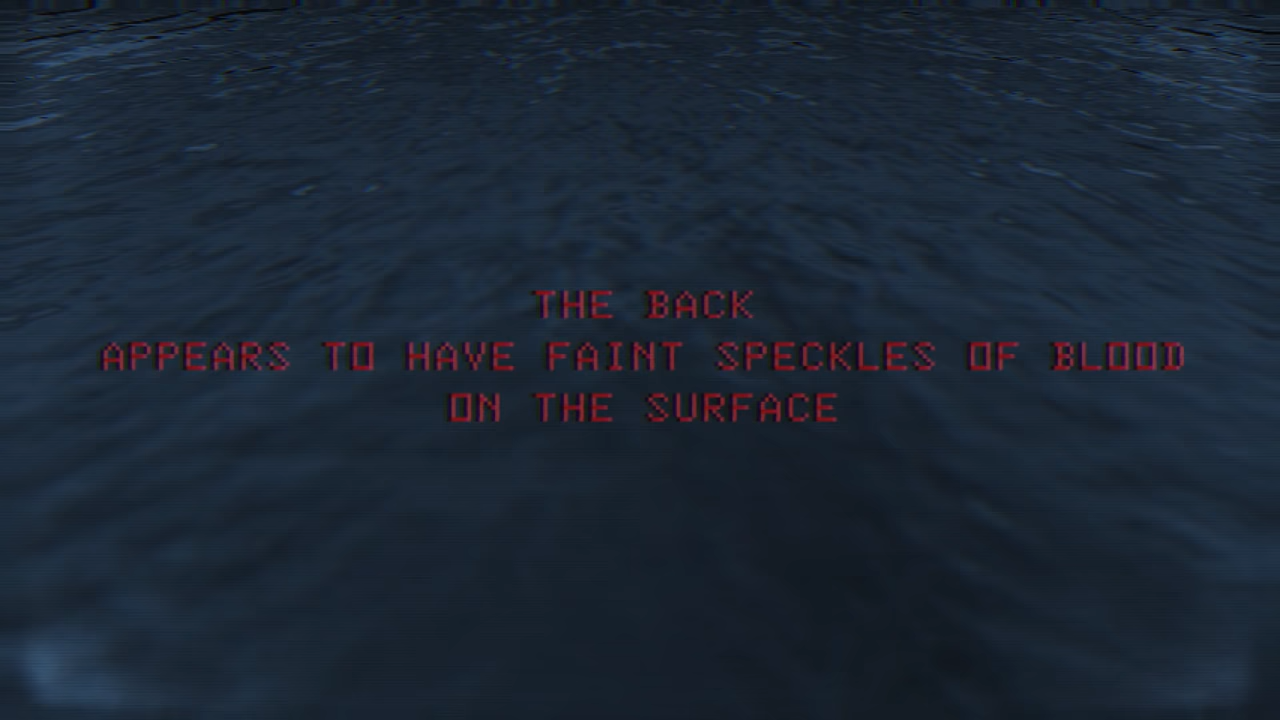 THE BACK
APPEARS TO HAVE FAINT SPECKLES OF BLOOD
ON THE SURFACE